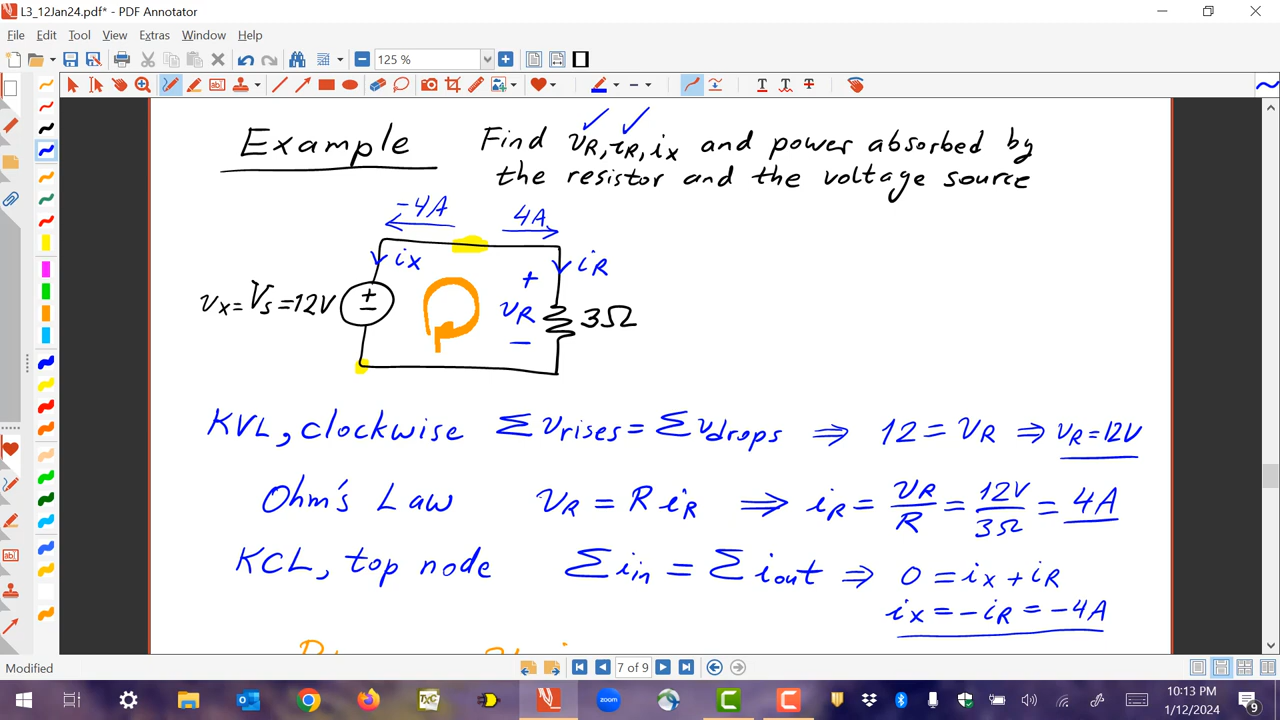 L3_12Jan24.pdf* - PDF Annotator
File Edit Tool View Extras Window Help
125 %
Example Find vR, iR, ix and power absorbed by
the resistor and the voltage source
-4A 4A
ix iR
+
vx = Vs = 12V + − vR 3Ω
−
KVL, clockwise Σ vrises = Σ vdrops ⇒ 12 = vR ⇒ vR = 12V
Ohm's Law vR = R iR ⇒ iR = vR/R = 12V/3Ω = 4A
KCL, top node Σ iin = Σ iout ⇒ 0 = ix + iR
ix = -iR = -4A
Modified 7 of 9
zoom
10:13 PM
1/12/2024
9